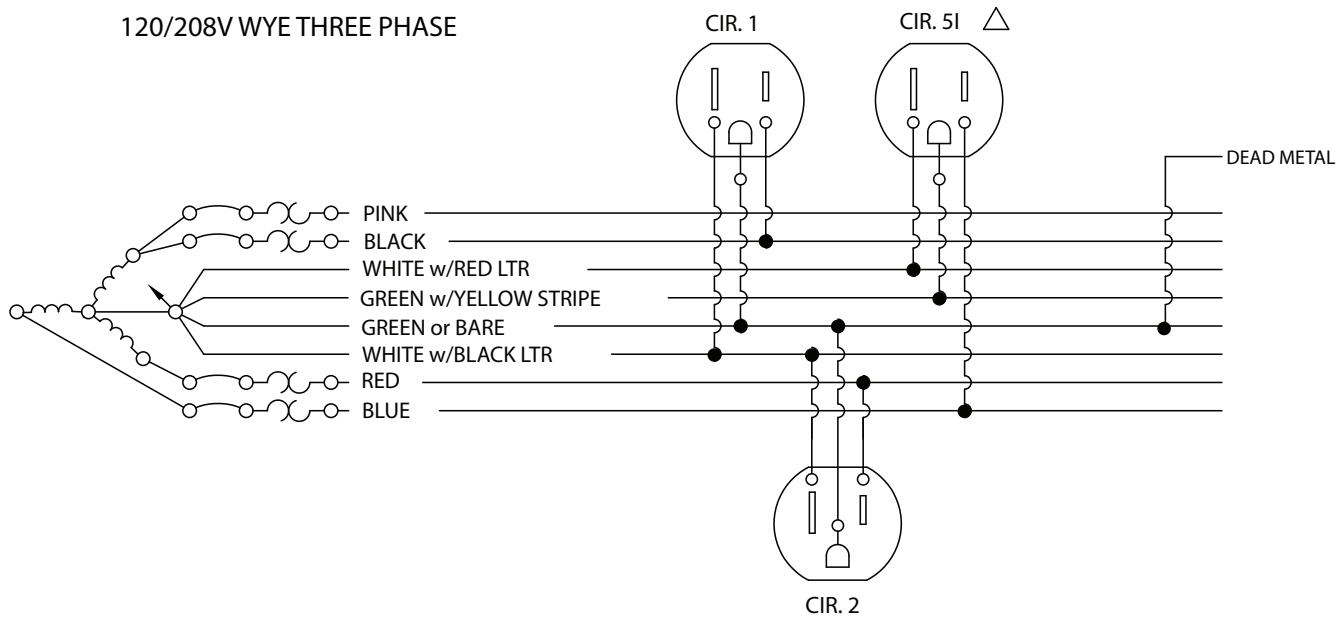 120/208V WYE THREE PHASE
CIR. 1
CIR. 5I
DEAD METAL
PINK
BLACK
WHITE w/RED LTR
GREEN w/YELLOW STRIPE
GREEN or BARE
WHITE w/BLACK LTR
RED
BLUE
CIR. 2